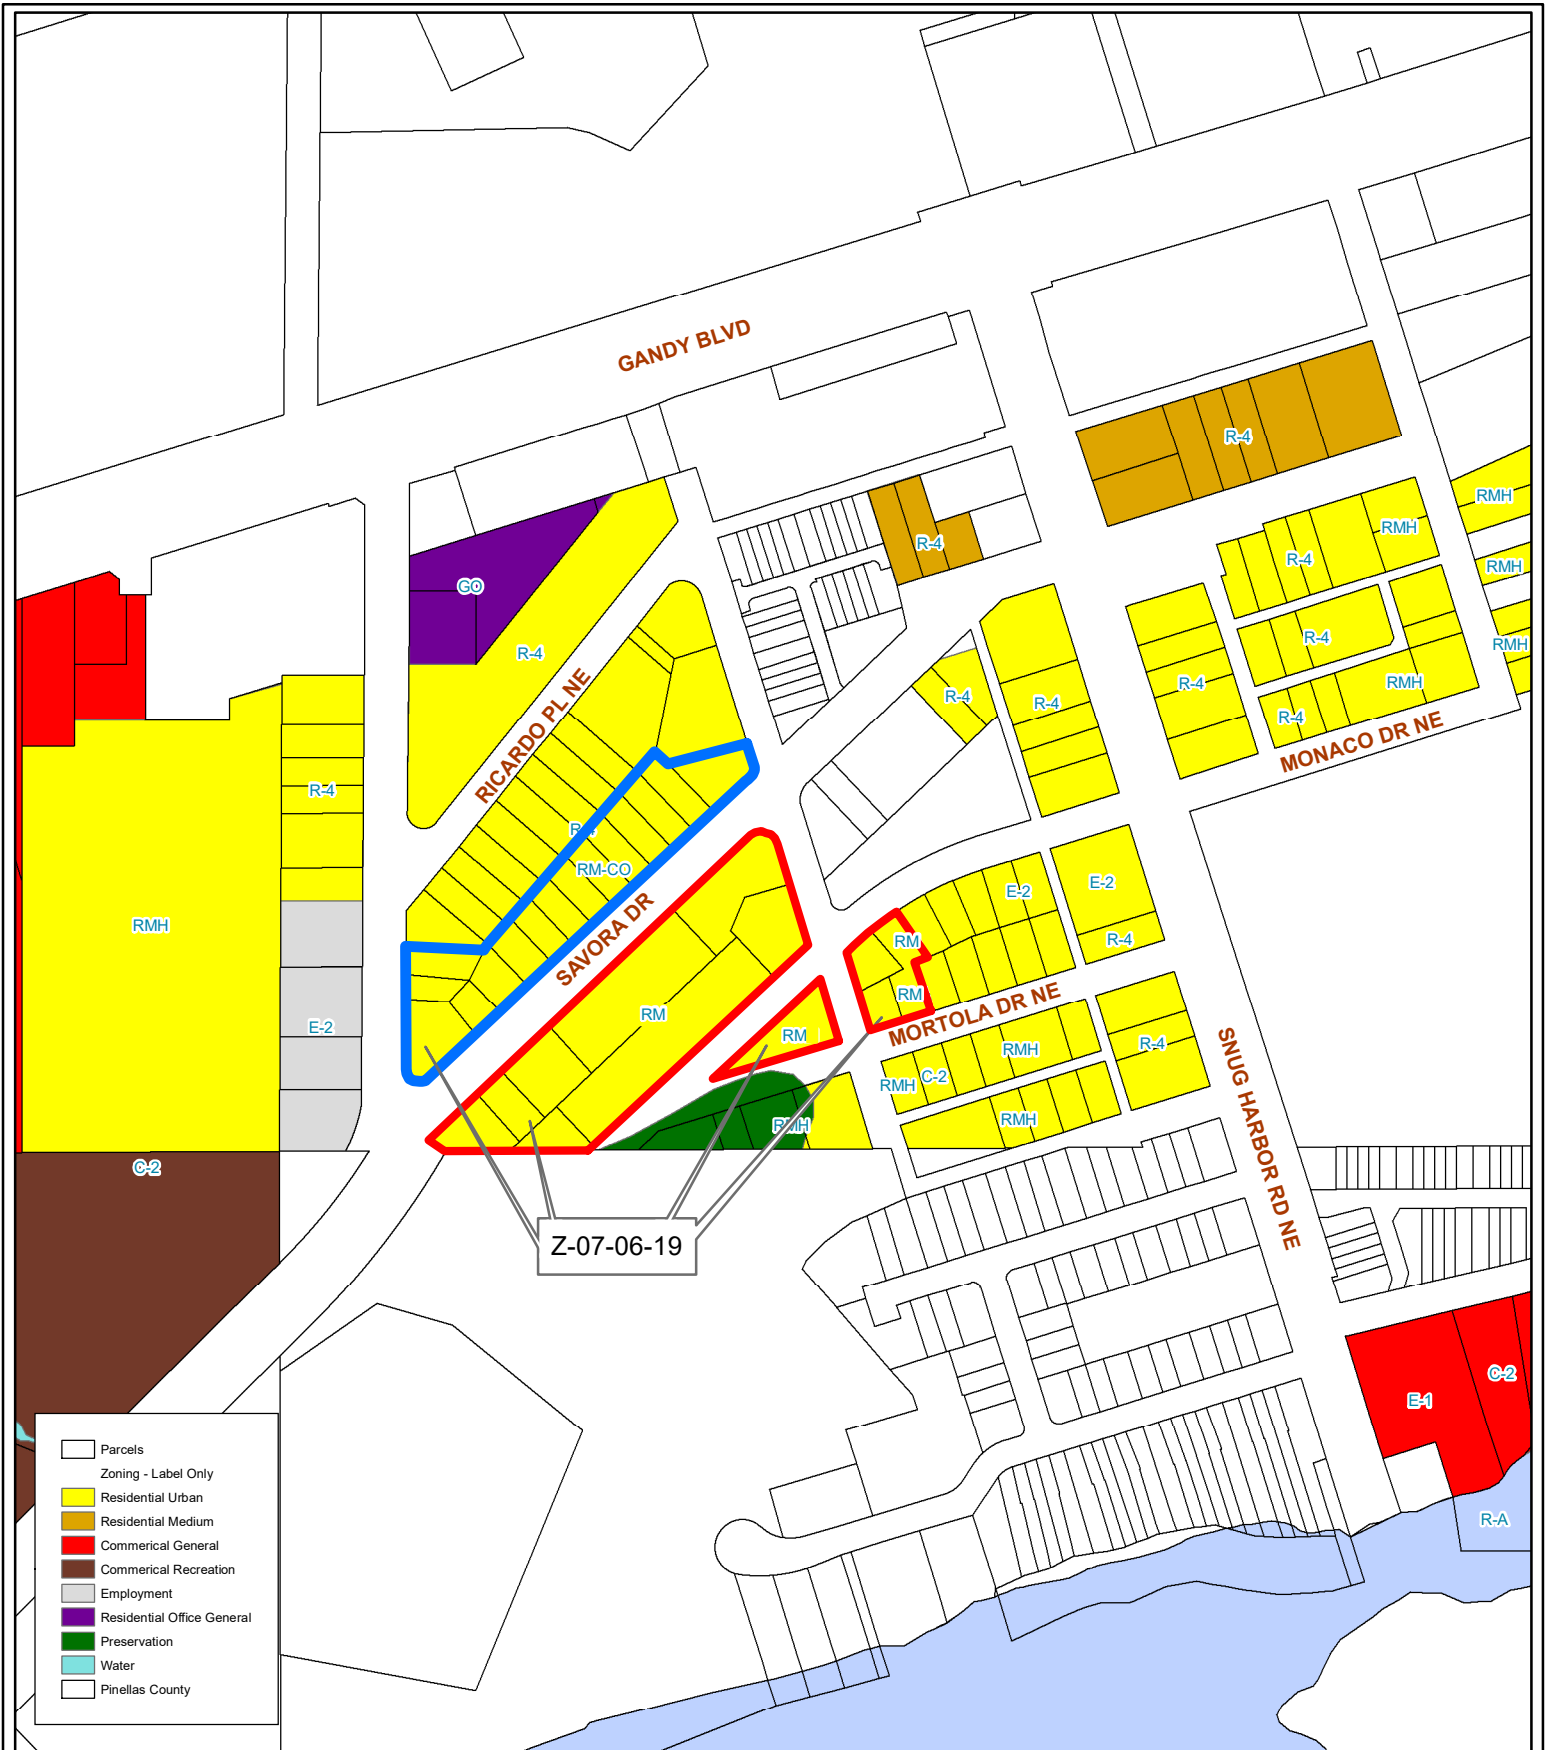 GANDY BLVD
R-4
RMH
RMH
R-4
R-4
RMH
GO
RMH
R-4
R-4
R-4
R-4
R-4
R-4
RMH
R-4
RICARDO PL NE
MONACO DR NE
R-4
R-4
RM-CO
E-2
E-2
RMH
SAVORA DR
RM
R-4
RM
MORTOLA DR NE
RM
E-2
RM
RMH
R-4
RMH
C-2
RMH
RMH
SNUG HARBOR RD NE
C-2
Z-07-06-19
C-2
E-1
R-A
Parcels
Zoning - Label Only
Residential Urban
Residential Medium
Commerical General
Commerical Recreation
Employment
Residential Office General
Preservation
Water
Pinellas County